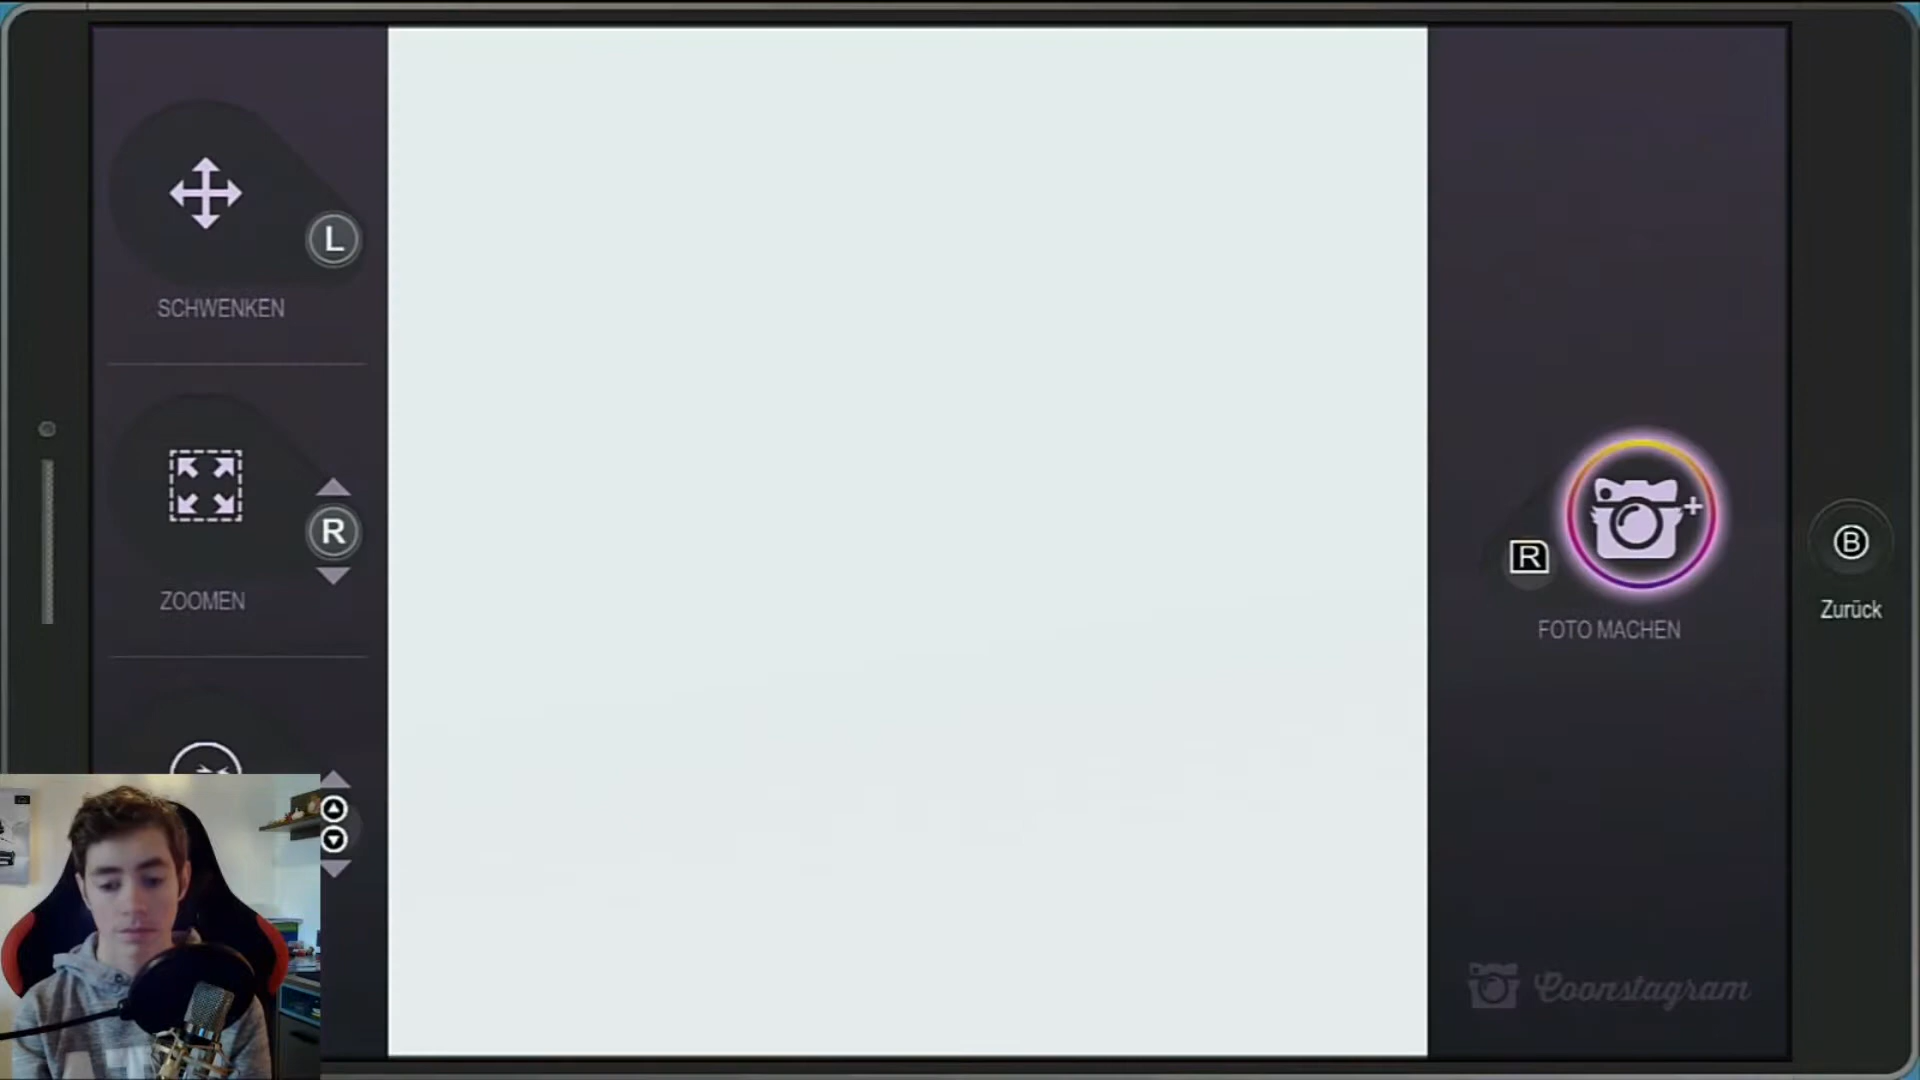 L
SCHWENKEN
R
ZOOMEN
R
FOTO MACHEN
B
Zurück
Coonstagram